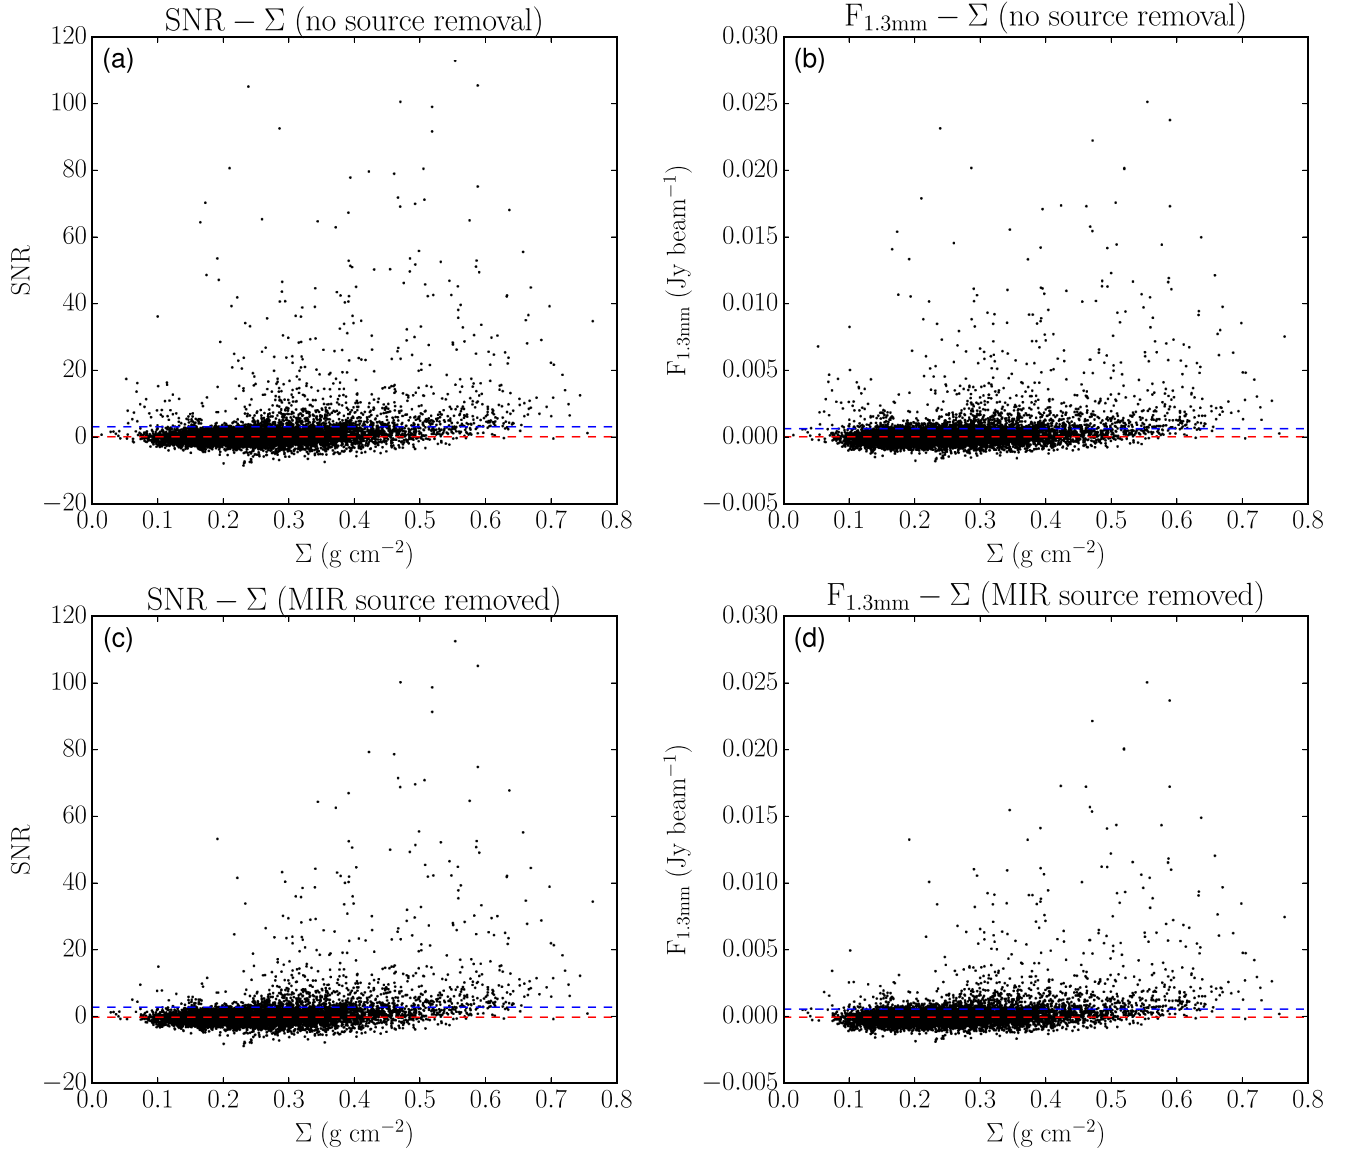 SNR − Σ (no source removal)
(a)
120
100
80
60
40
20
0
−20
SNR
0.0 0.1 0.2 0.3 0.4 0.5 0.6 0.7 0.8
Σ (g cm−2)
F1.3mm − Σ (no source removal)
(b)
0.030
0.025
0.020
0.015
0.010
0.005
0.000
−0.005
F1.3mm (Jy beam−1)
0.0 0.1 0.2 0.3 0.4 0.5 0.6 0.7 0.8
Σ (g cm−2)
SNR − Σ (MIR source removed)
(c)
120
100
80
60
40
20
0
−20
SNR
0.0 0.1 0.2 0.3 0.4 0.5 0.6 0.7 0.8
Σ (g cm−2)
F1.3mm − Σ (MIR source removed)
(d)
0.030
0.025
0.020
0.015
0.010
0.005
0.000
−0.005
F1.3mm (Jy beam−1)
0.0 0.1 0.2 0.3 0.4 0.5 0.6 0.7 0.8
Σ (g cm−2)